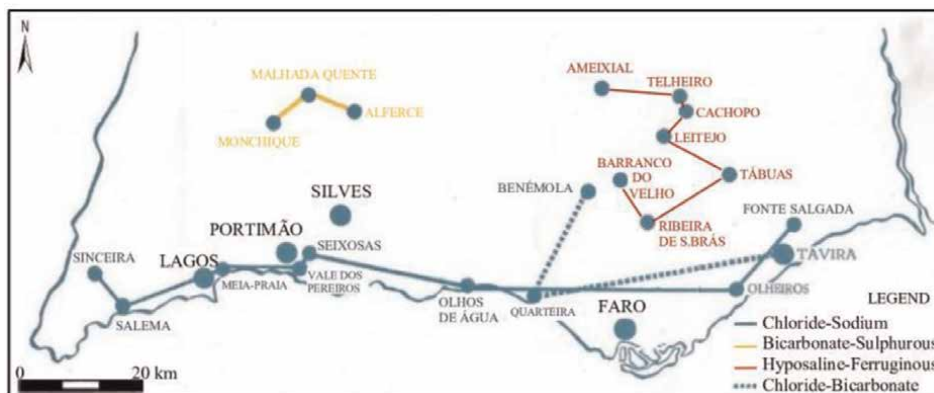 N
MALHADA QUENTE
ALFERCE
MONCHIQUE
AMEIXIAL
TELHEIRO
CACHOPO
LEITEJO
BARRANCO
DO
VELHO
TÁBUAS
RIBEIRA
DE S.BRÁS
BENÉMOLA
FONTE SALGADA
SILVES
PORTIMÃO
SEIXOSAS
SINCEIRA
LAGOS
MEIA-PRAIA
VALE DOS
PEREIROS
SALEMA
OLHOS
DE ÁGUA
QUARTEIRA
TAVIRA
OLHEIROS
FARO
LEGEND
Chloride-Sodium
Bicarbonate-Sulphurous
Hyposaline-Ferruginous
Chloride-Bicarbonate
0
20 km